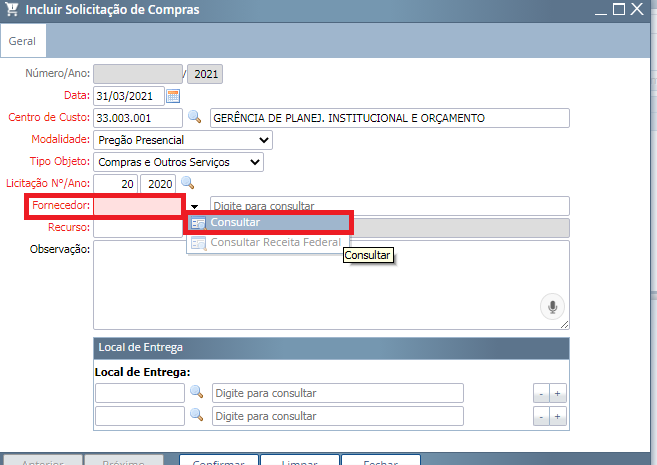 Incluir Solicitação de Compras
Geral
Número/Ano: / 2021
Data: 31/03/2021
Centro de Custo: 33.003.001 GERÊNCIA DE PLANEJ. INSTITUCIONAL E ORÇAMENTO
Modalidade: Pregão Presencial
Tipo Objeto: Compras e Outros Serviços
Licitação Nº/Ano: 20 2020
Fornecedor: Digite para consultar
Consultar
Recurso:
Consultar Receita Federal
Observação:
Consultar
Local de Entrega
Local de Entrega:
Digite para consultar - +
Digite para consultar - +
Anterior Próximo Confirmar Limpar Fechar